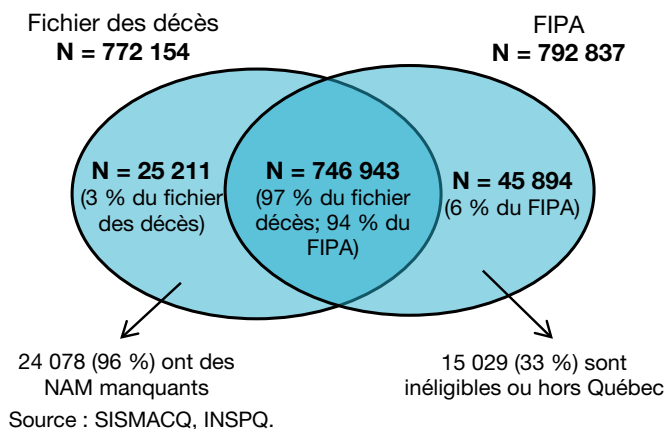 Fichier des décès
N = 772 154
FIPA
N = 792 837
N = 25 211
(3 % du fichier
des décès)
N = 746 943
(97 % du fichier
décès; 94 % du
FIPA)
N = 45 894
(6 % du FIPA)
24 078 (96 %) ont des
NAM manquants
15 029 (33 %) sont
inéligibles ou hors Québec
Source : SISMACQ, INSPQ.